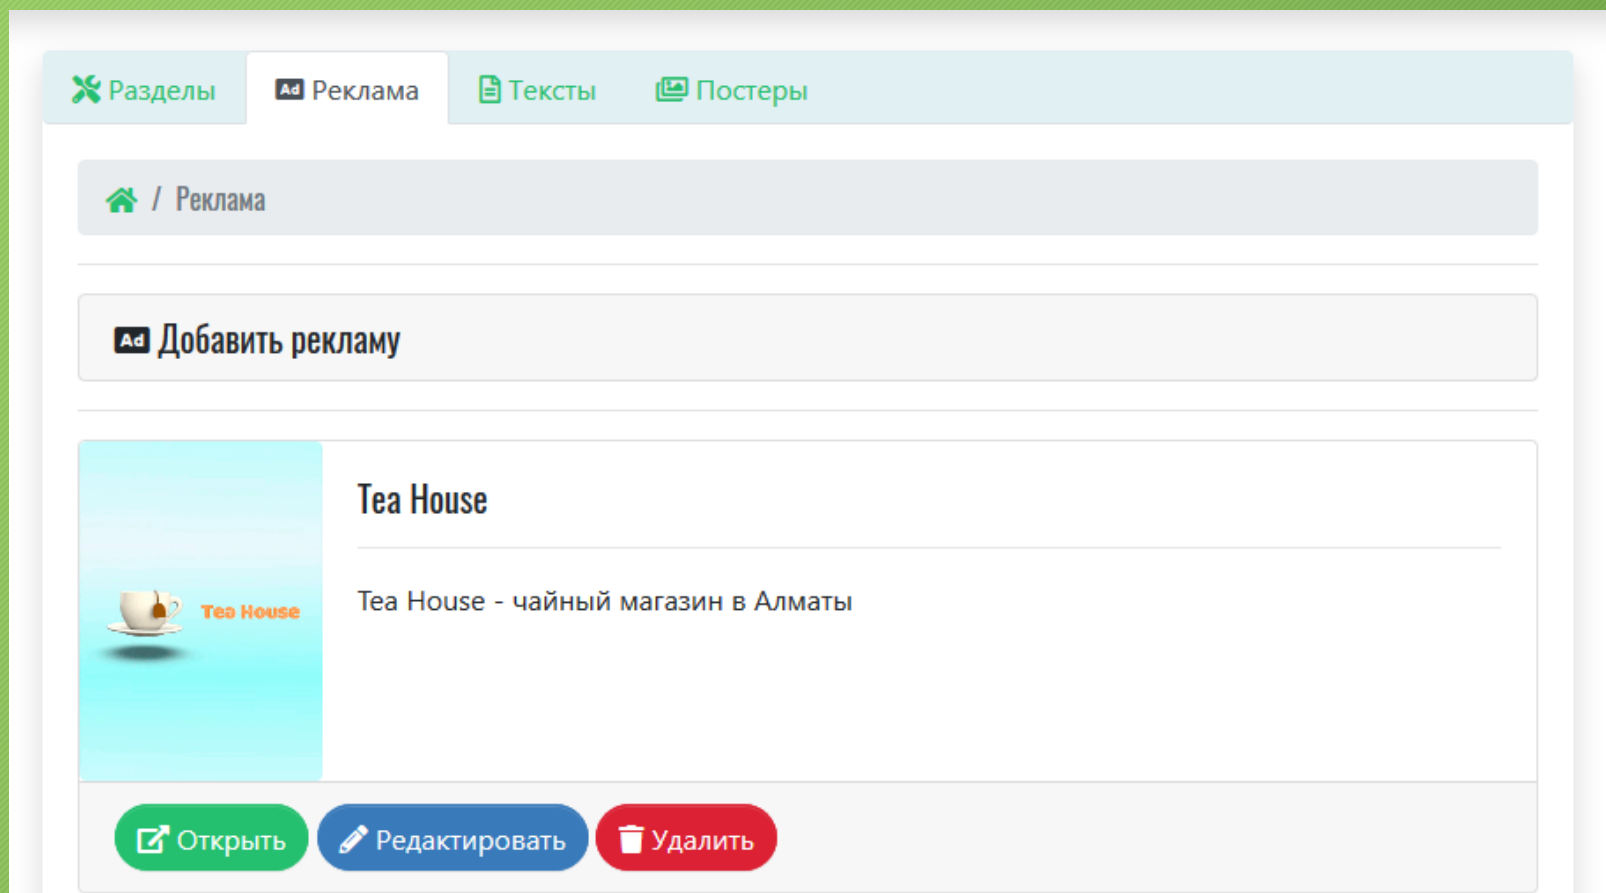 Разделы
Ad Реклама
Тексты
Постеры
/ Реклама
Ad Добавить рекламу
Tea House
Tea House
Tea House - чайный магазин в Алматы
Открыть
Редактировать
Удалить